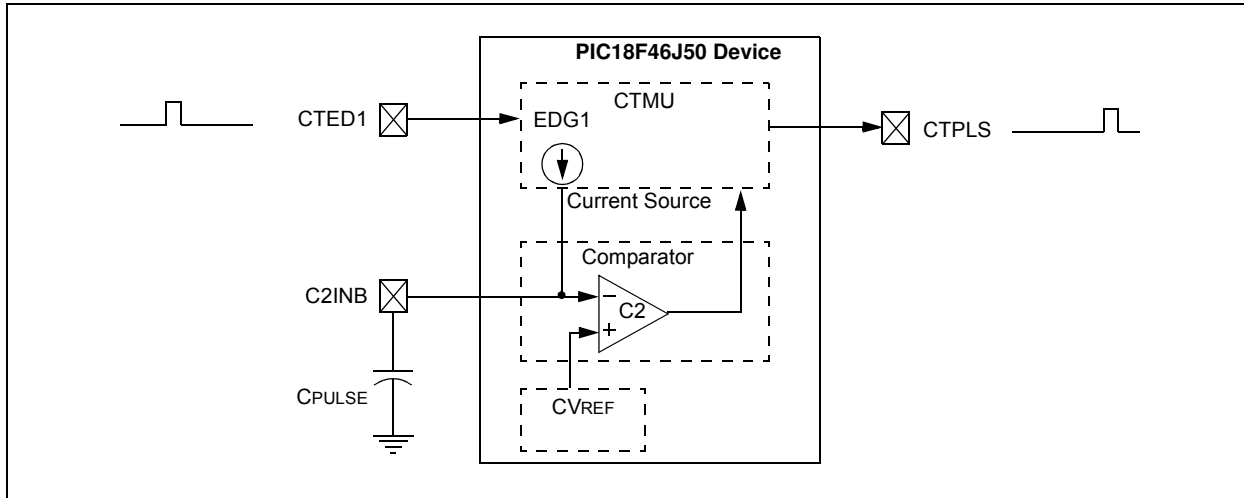 PIC18F46J50 Device
CTMU
CTED1
EDG1
CTPLS
Current Source
Comparator
C2INB
−
C2
+
CPULSE
CVREF